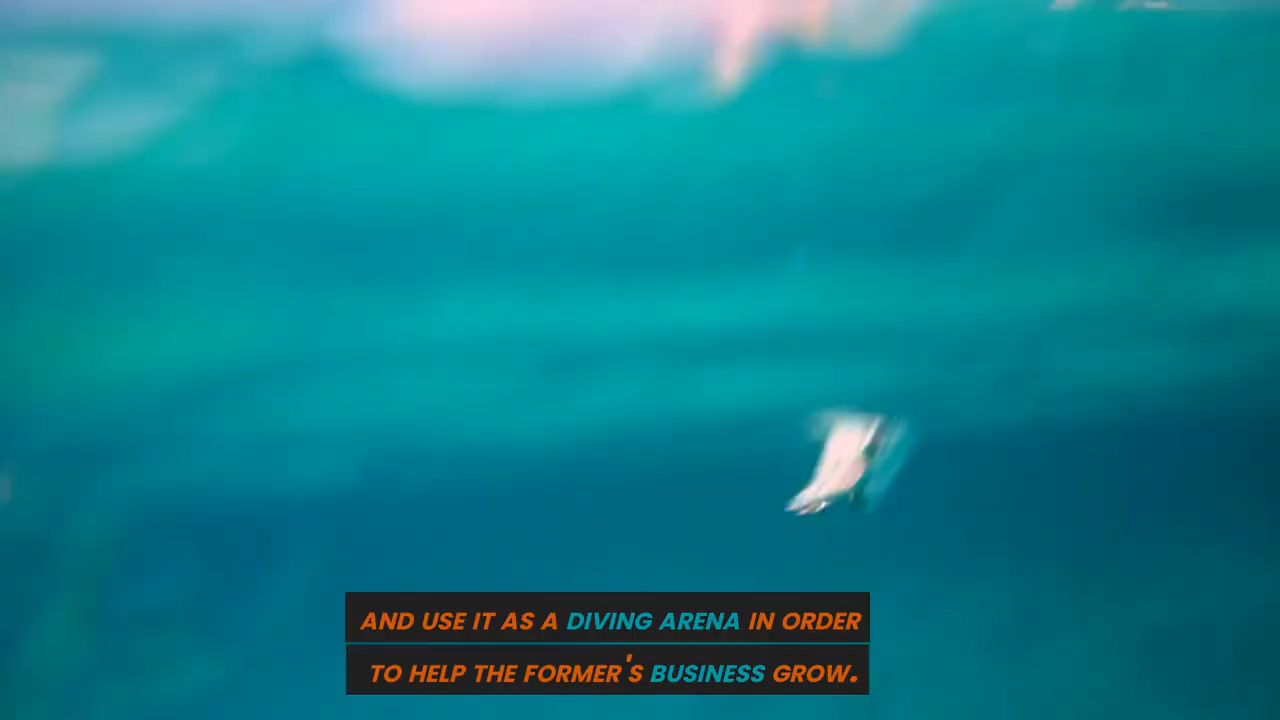 AND USE IT AS A DIVING ARENA IN ORDER
TO HELP THE FORMER'S BUSINESS GROW.